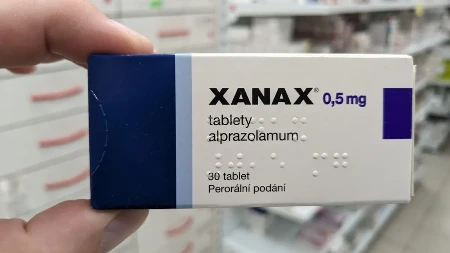 XANAX® 0,5 mg
tablety
alprazolamum
30 tablet
Perorální podání